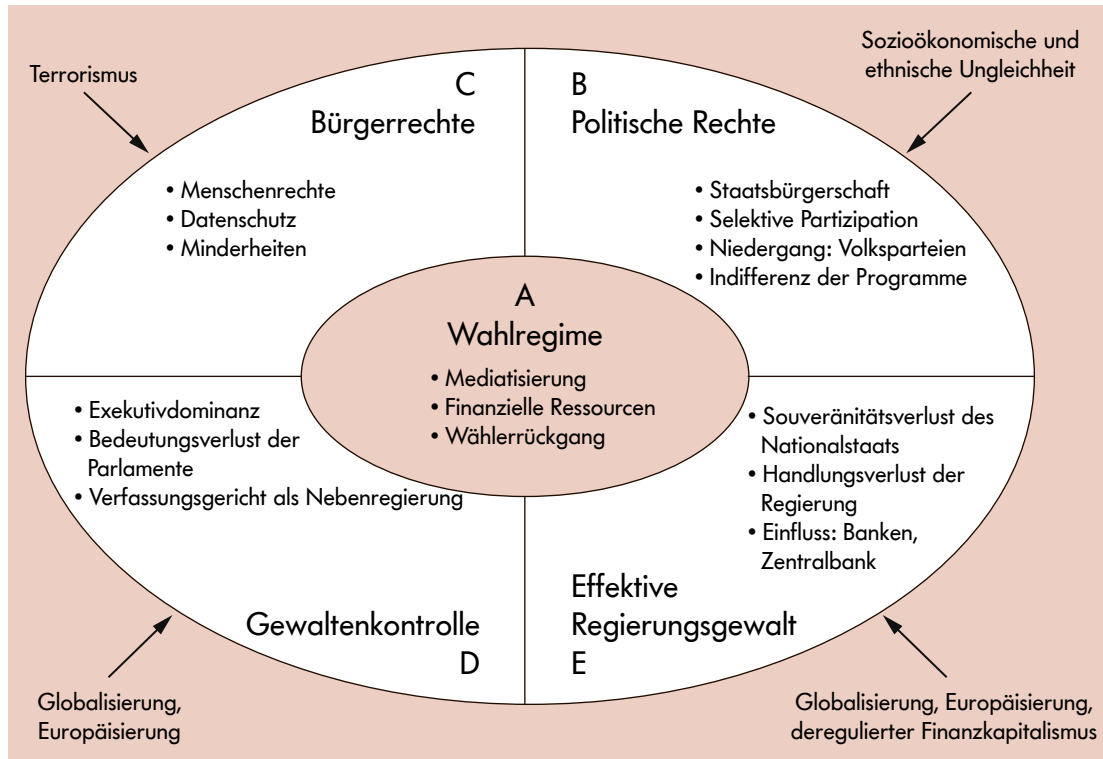 Terrorismus
Sozioökonomische und
ethnische Ungleichheit
C
Bürgerrechte
• Menschenrechte
• Datenschutz
• Minderheiten
B
Politische Rechte
• Staatsbürgerschaft
• Selektive Partizipation
• Niedergang: Volksparteien
• Indifferenz der Programme
A
Wahlregime
• Mediatisierung
• Finanzielle Ressourcen
• Wählerrückgang
• Exekutivdominanz
• Bedeutungsverlust der
Parlamente
• Verfassungsgericht als Nebenregierung
Gewaltenkontrolle
D
• Souveränitätsverlust des
Nationalstaats
• Handlungsverlust der
Regierung
• Einfluss: Banken,
Zentralbank
Effektive
Regierungsgewalt
E
Globalisierung,
Europäisierung
Globalisierung, Europäisierung,
deregulierter Finanzkapitalismus